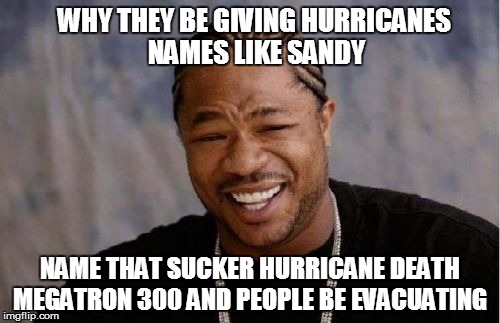 WHY THEY BE GIVING HURRICANES
NAMES LIKE SANDY
NAME THAT SUCKER HURRICANE DEATH
MEGATRON 300 AND PEOPLE BE EVACUATING
imgflip.com